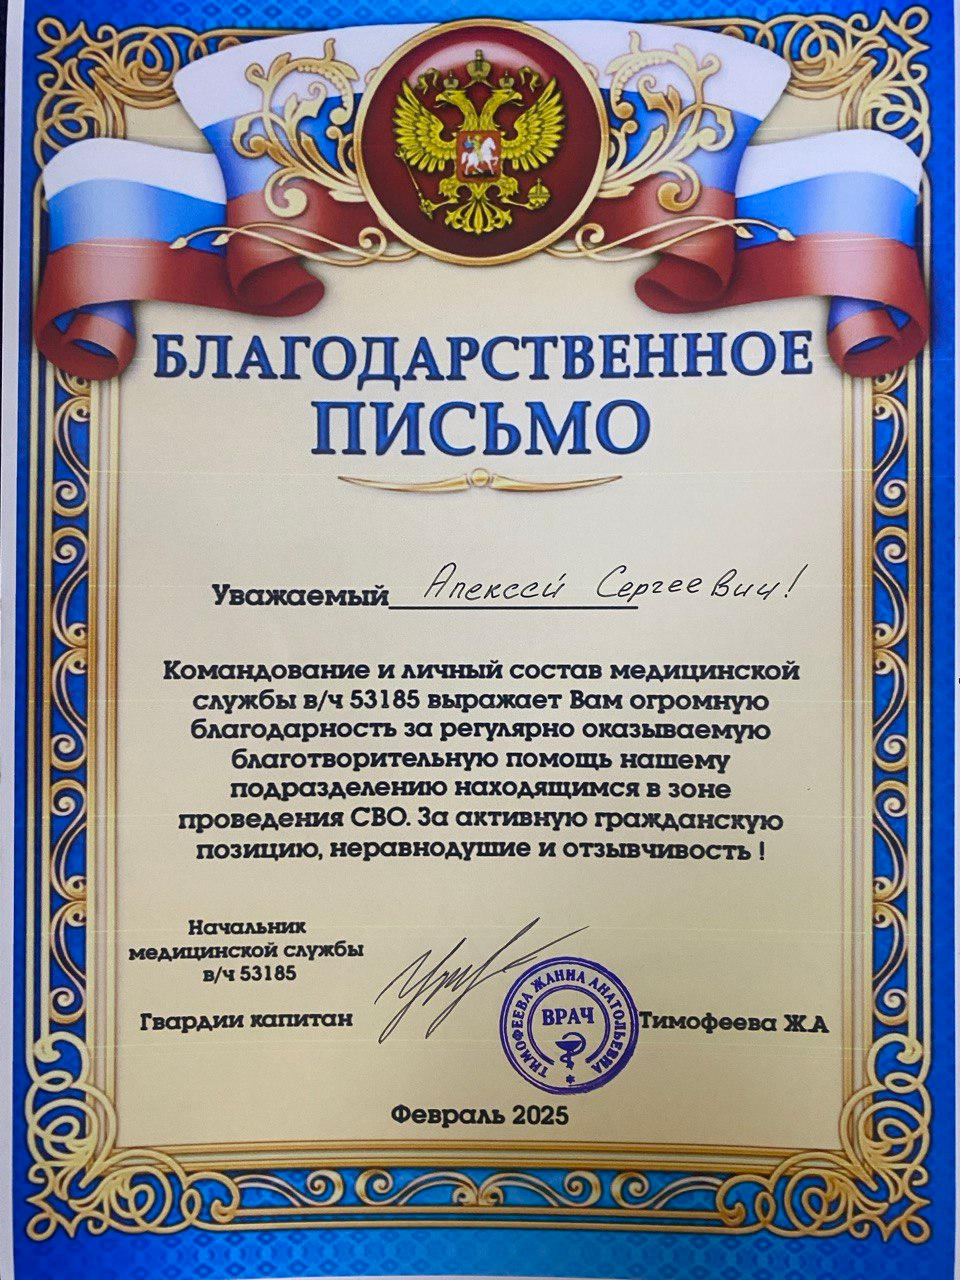 БЛАГОДАРСТВЕННОЕ
ПИСЬМО
Уважаемый Алексей Сергеевич!
Командование и личный состав медицинской
службы в/ч 53185 выражает Вам огромную
благодарность за регулярно оказываемую
благотворительную помощь нашему
подразделению находящимся в зоне
проведения СВО. За активную гражданскую
позицию, неравнодушие и отзывчивость !
Начальник
медицинской службы
в/ч 53185
Гвардии капитан
ТИМОФЕЕВА ЖАННА АНАТОЛЬЕВНА
ВРАЧ
Тимофеева Ж.А
Февраль 2025